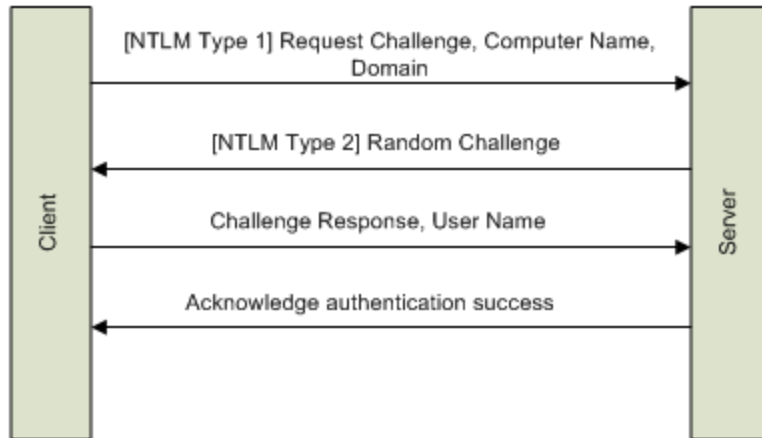 [NTLM Type 1] Request Challenge, Computer Name,
Domain
[NTLM Type 2] Random Challenge
Client
Server
Challenge Response, User Name
Acknowledge authentication success